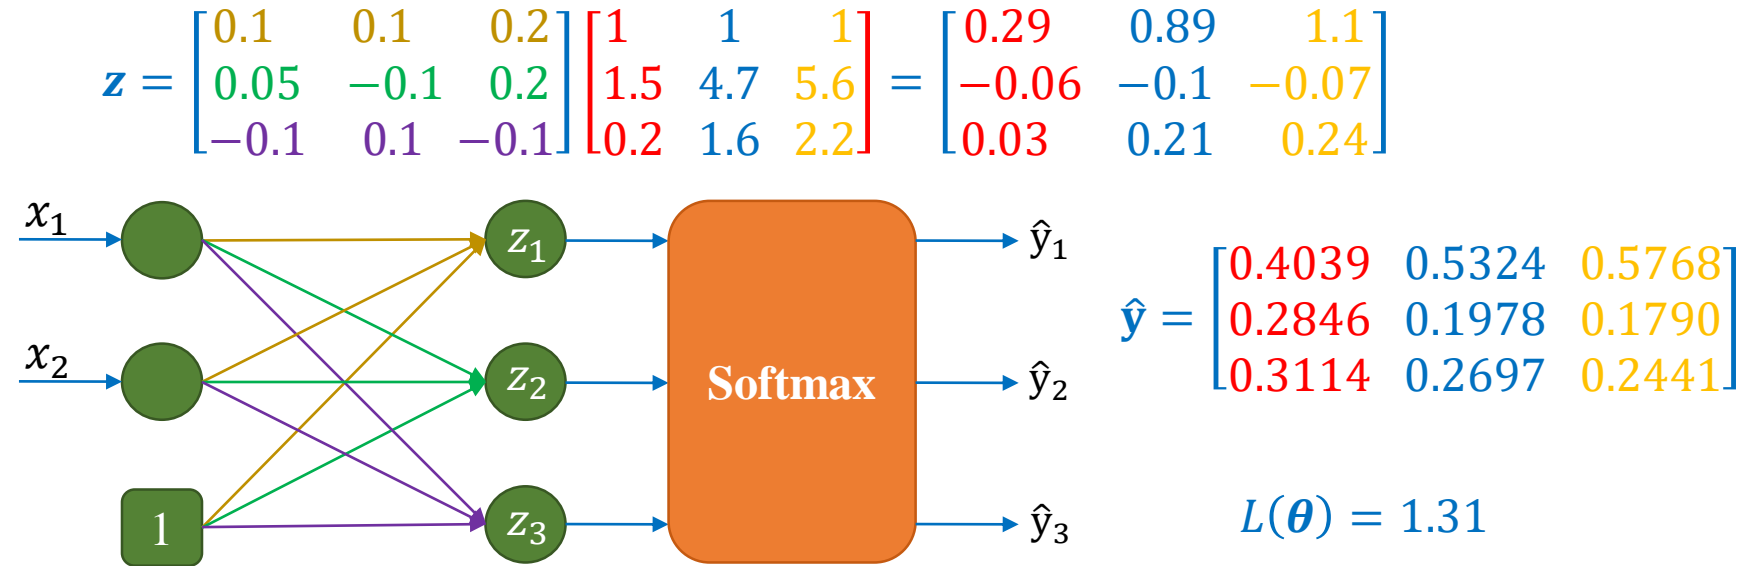 z = [0.1 0.1 0.2] [1 1 1] = [0.29 0.89 1.1]
[0.05 −0.1 0.2] [1.5 4.7 5.6] [−0.06 −0.1 −0.07]
[−0.1 0.1 −0.1] [0.2 1.6 2.2] [0.03 0.21 0.24]
x₁ z₁ ŷ₁
x₂ z₂ Softmax ŷ₂
1 z₃ ŷ₃
ŷ = [0.4039 0.5324 0.5768]
[0.2846 0.1978 0.1790]
[0.3114 0.2697 0.2441]
L(θ) = 1.31